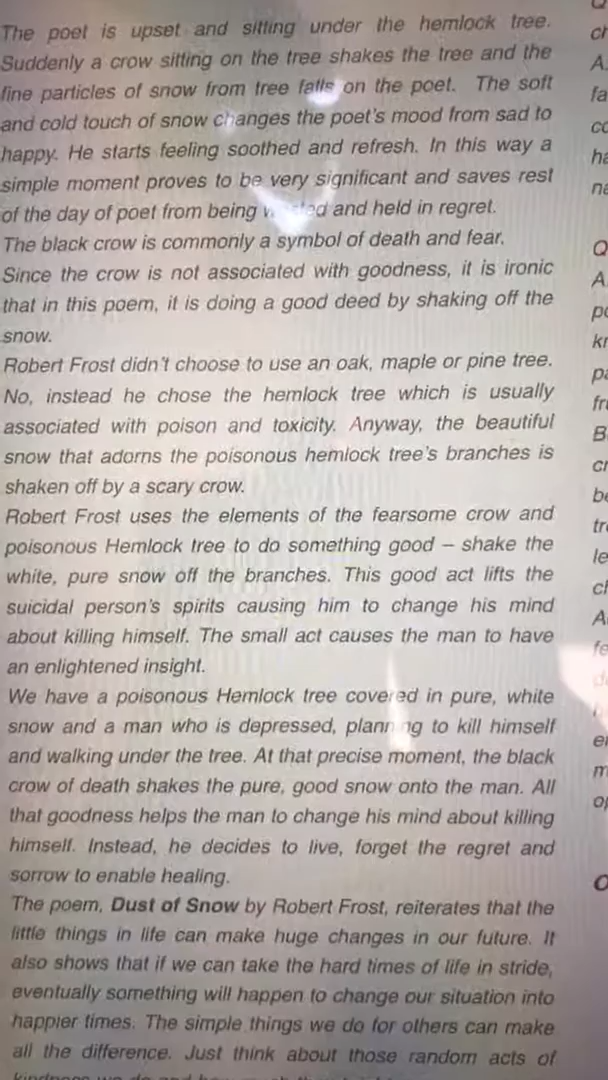 The poet is upset and sitting under the hemlock tree.
Suddenly a crow sitting on the tree shakes the tree and the
fine particles of snow from tree falls on the poet. The soft
and cold touch of snow changes the poet's mood from sad to
happy. He starts feeling soothed and refresh. In this way a
simple moment proves to be very significant and saves rest
of the day of poet from being and held in regret.
The black crow is commonly a symbol of death and fear.
Since the crow is not associated with goodness, it is ironic
that in this poem, it is doing a good deed by shaking off the
snow.
Robert Frost didn't choose to use an oak, maple or pine tree.
No, instead he chose the hemlock tree which is usually
associated with poison and toxicity. Anyway, the beautiful
snow that adorns the poisonous hemlock tree's branches is
shaken off by a scary crow.
Robert Frost uses the elements of the fearsome crow and
poisonous Hemlock tree to do something good – shake the
white, pure snow off the branches. This good act lifts the
suicidal person's spirits causing him to change his mind
about killing himself. The small act causes the man to have
an enlightened insight.
We have a poisonous Hemlock tree covered in pure, white
snow and a man who is depressed, planning to kill himself
and walking under the tree. At that precise moment, the black
crow of death shakes the pure, good snow onto the man. All
that goodness helps the man to change his mind about killing
himself. Instead, he decides to live, forget the regret and
sorrow to enable healing.
The poem, Dust of Snow by Robert Frost, reiterates that the
little things in life can make huge changes in our future. It
also shows that if we can take the hard times of life in stride,
eventually something will happen to change our situation into
happier times. The simple things we do for others can make
all the difference. Just think about those random acts of